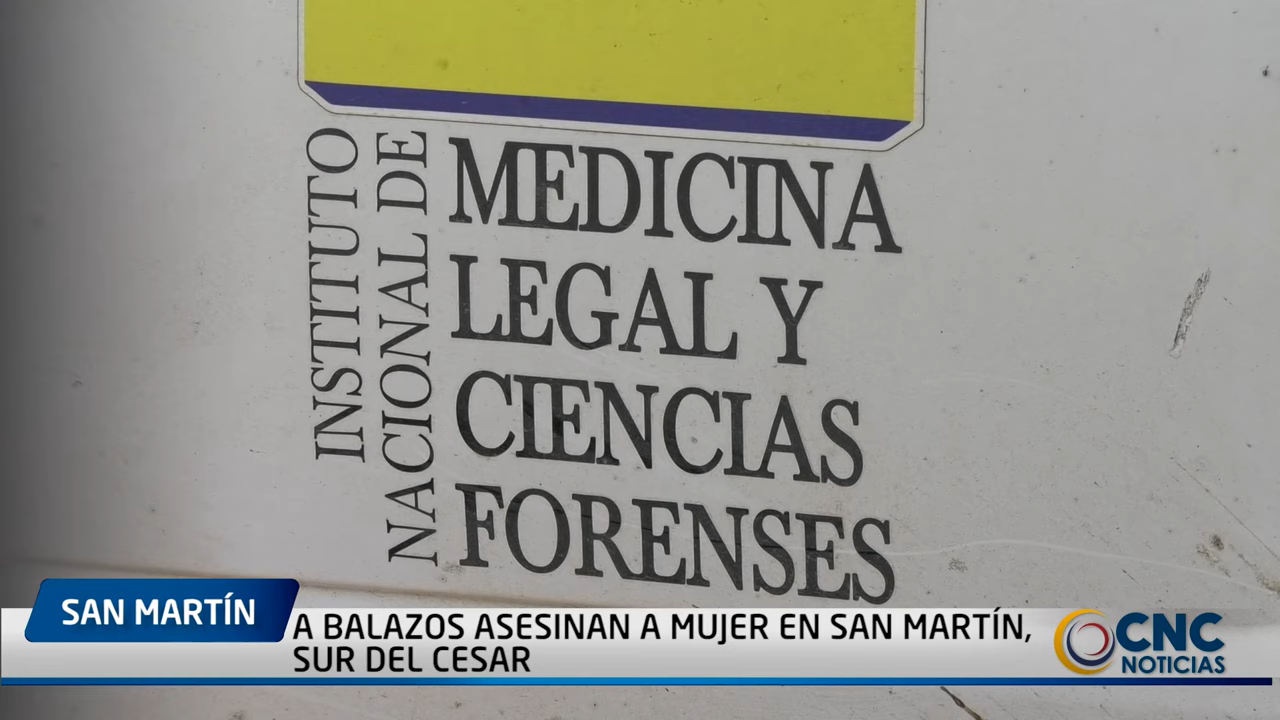 INSTITUTO
NACIONAL DE
MEDICINA
LEGAL Y
CIENCIAS
FORENSES
SAN MARTÍN
A BALAZOS ASESINAN A MUJER EN SAN MARTÍN,
SUR DEL CESAR
CNC
NOTICIAS